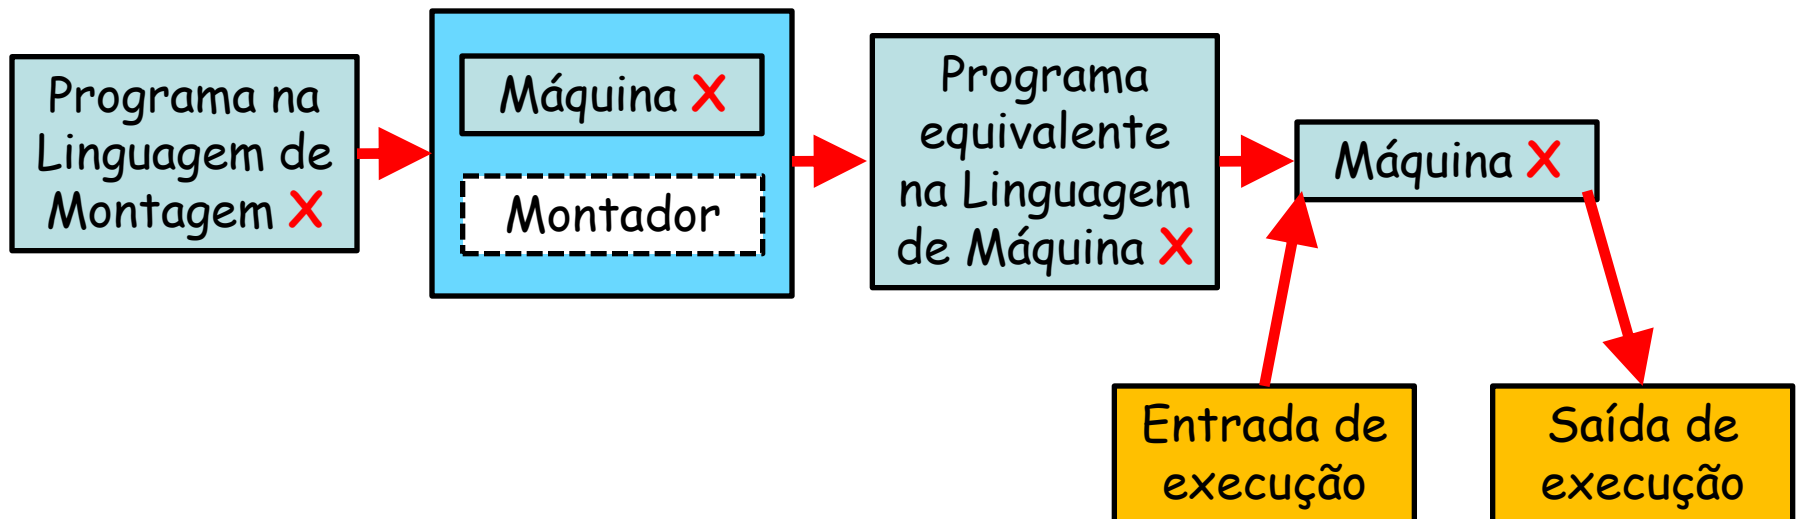 Programa na
Linguagem de
Montagem X
Máquina X
Montador
Programa
equivalente
na Linguagem
de Máquina X
Máquina X
Entrada de
execução
Saída de
execução